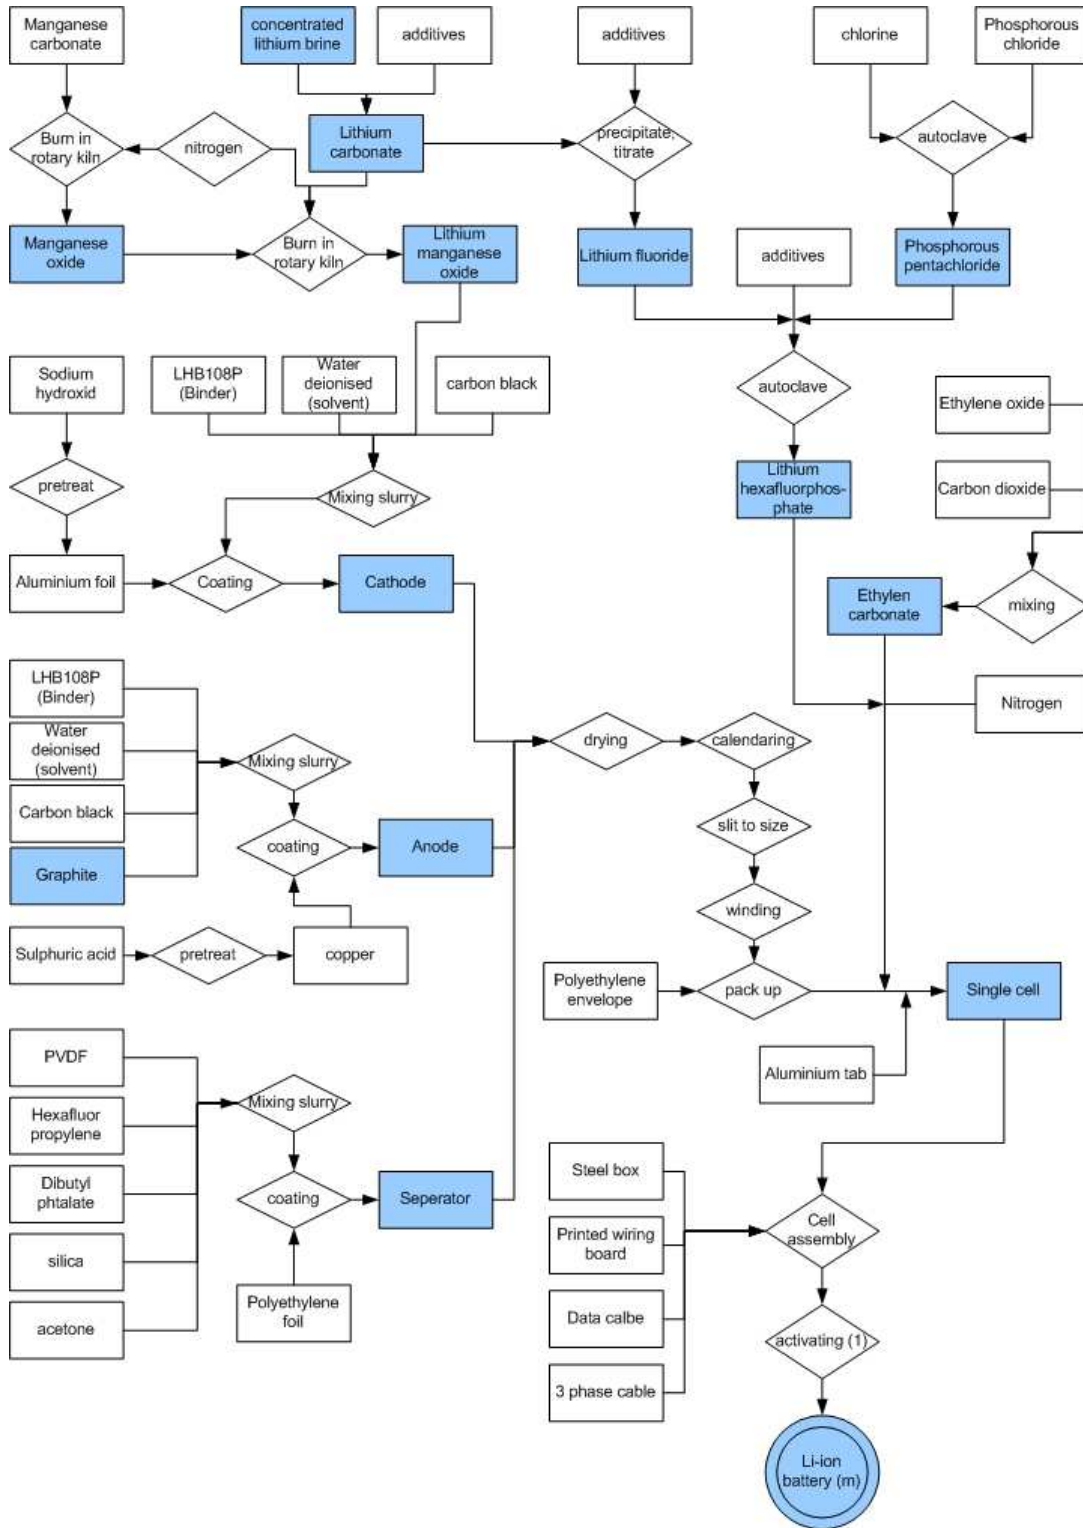 Manganese
carbonate
concentrated
lithium brine
additives
additives
chlorine
Phosphorous
chloride
Burn in
rotary kiln
nitrogen
Lithium
carbonate
precipitate,
titrate
autoclave
Manganese
oxide
Burn in
rotary kiln
Lithium
manganese
oxide
Lithium fluoride
additives
Phosphorous
pentachloride
Sodium
hydroxid
LHB108P
(Binder)
Water
deionised
(solvent)
carbon black
autoclave
Ethylene oxide
pretreat
Mixing slurry
Lithium
hexafluorphos-
phate
Carbon dioxide
Aluminium foil
Coating
Cathode
Ethylen
carbonate
mixing
LHB108P
(Binder)
Nitrogen
Water
deionised
(solvent)
Mixing slurry
drying
calendaring
Carbon black
slit to size
Graphite
coating
Anode
winding
Sulphuric acid
pretreat
copper
Polyethylene
envelope
pack up
Single cell
PVDF
Aluminium tab
Mixing slurry
Hexafluor
propylene
Dibutyl
phtalate
coating
Seperator
Steel box
Cell
assembly
silica
Printed wiring
board
acetone
Polyethylene
foil
Data calbe
activating (1)
3 phase cable
Li-ion
battery (m)